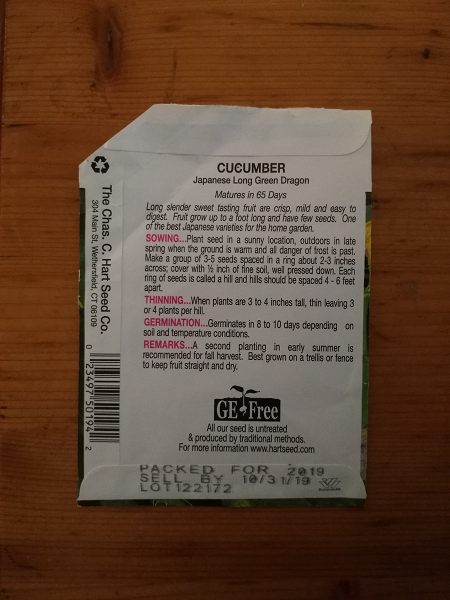 CUCUMBER
Japanese Long Green Dragon
Matures in 65 Days
Long slender sweet tasting fruit are crisp, mild and easy to
digest. Fruit grow up to a foot long and have few seeds. One
of the best Japanese varieties for the home garden.
SOWING...Plant seed in a sunny location, outdoors in late
spring when the ground is warm and all danger of frost is past.
Make a group of 3-5 seeds spaced in a ring about 2-3 inches
across; cover with ½ inch of fine soil, well pressed down. Each
ring of seeds is called a hill and hills should be spaced 4 - 6 feet
apart.
THINNING...When plants are 3 to 4 inches tall, thin leaving 3
or 4 plants per hill.
GERMINATION...Germinates in 8 to 10 days depending on
soil and temperature conditions.
REMARKS...A second planting in early summer is
recommended for fall harvest. Best grown on a trellis or fence
to keep fruit straight and dry.
GE Free
All our seed is untreated
& produced by traditional methods.
For more information www.hartseed.com
PACKED FOR 2019
SELL BY 10/31/19
LOT122172
The Chas. C. Hart Seed Co.
304 Main St, Wethersfield, CT 06109
0 23497 50194 2